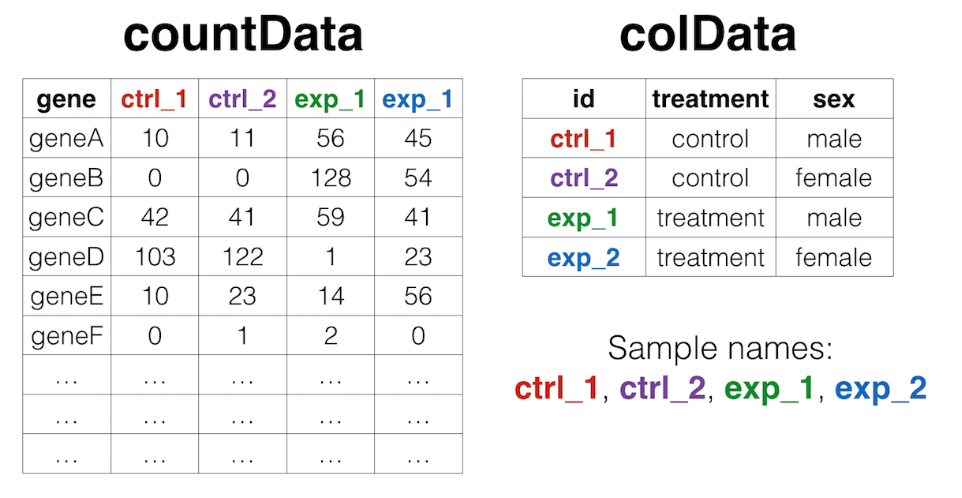 countData
gene ctrl_1 ctrl_2 exp_1 exp_1
geneA 10 11 56 45
geneB 0 0 128 54
geneC 42 41 59 41
geneD 103 122 1 23
geneE 10 23 14 56
geneF 0 1 2 0
... ... ... ... ...
... ... ... ... ...
... ... ... ... ...
colData
id treatment sex
ctrl_1 control male
ctrl_2 control female
exp_1 treatment male
exp_2 treatment female
Sample names:
ctrl_1, ctrl_2, exp_1, exp_2